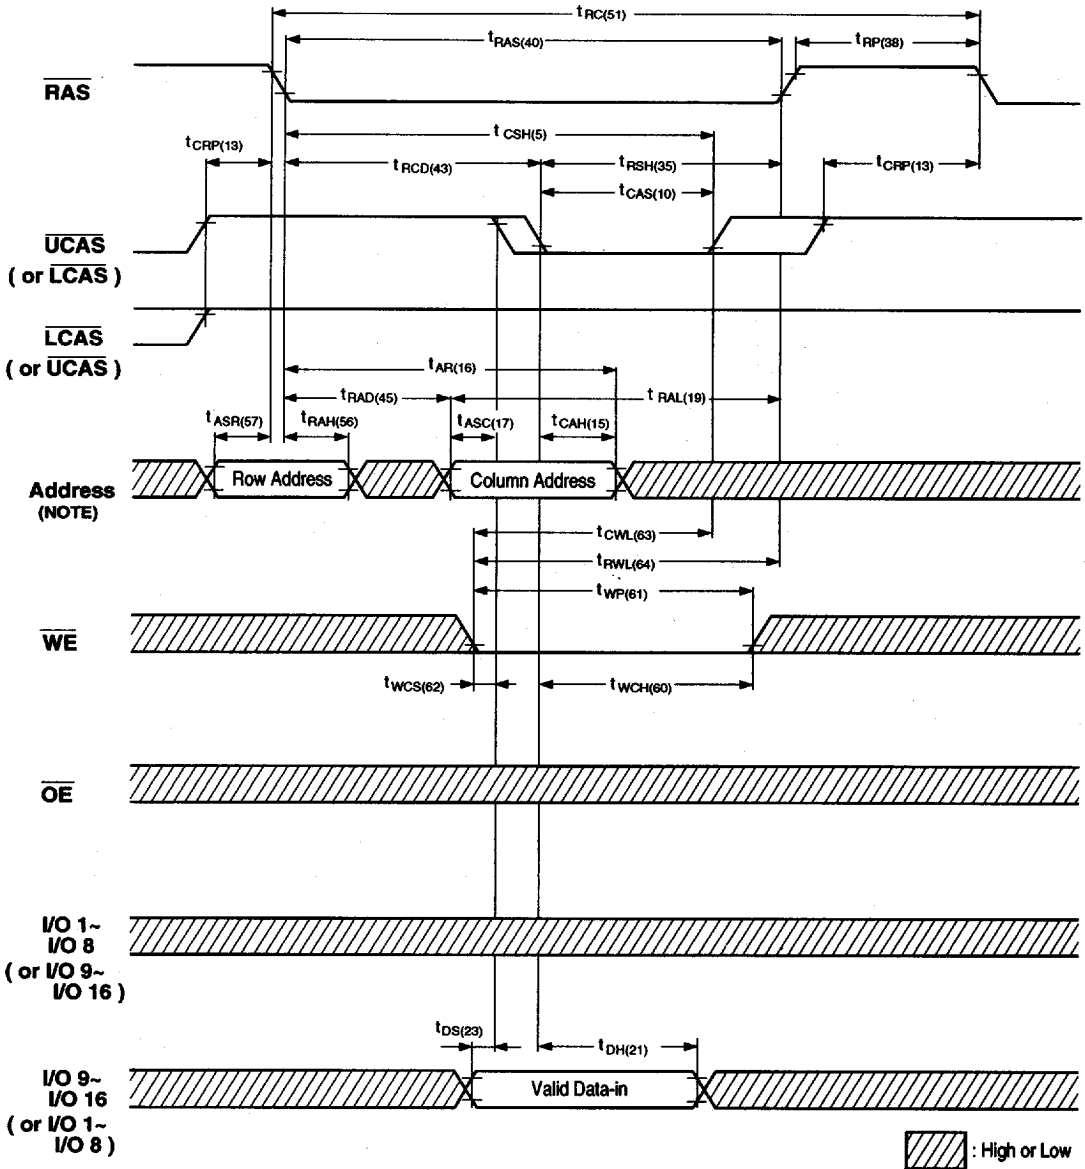 tRC(51)
tRAS(40)
tRP(38)
RAS
tCSH(5)
tCRP(13)
tRCD(43)
tRSH(35)
tCRP(13)
tCAS(10)
UCAS
( or LCAS )
LCAS
( or UCAS )
tAR(16)
tRAD(45)
tRAL(19)
tASR(57)
tRAH(56)
tASC(17)
tCAH(15)
Address
(NOTE)
Row Address
Column Address
tCWL(63)
tRWL(64)
tWP(61)
WE
tWCS(62)
tWCH(60)
OE
I/O 1~
I/O 8
( or I/O 9~
I/O 16 )
tDS(23)
tDH(21)
I/O 9~
I/O 16
( or I/O 1~
I/O 8 )
Valid Data-in
: High or Low